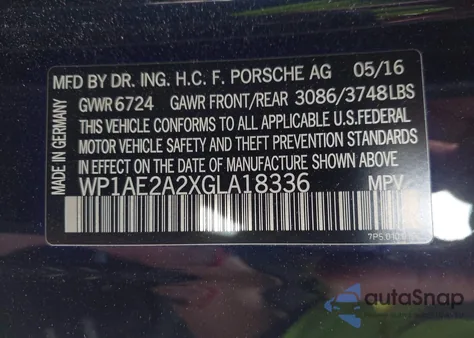 MFD BY DR. ING. H.C. F. PORSCHE AG 05/16
GVWR 6724 GAWR FRONT/REAR 3086/3748LBS
THIS VEHICLE CONFORMS TO ALL APPLICABLE U.S.FEDERAL
MOTOR VEHICLE SAFETY AND THEFT PREVENTION STANDARDS
IN EFFECT ON THE DATE OF MANUFACTURE SHOWN ABOVE
WP1AE2A2XGLA18336 MPV
MADE IN GERMANY
autoSnap